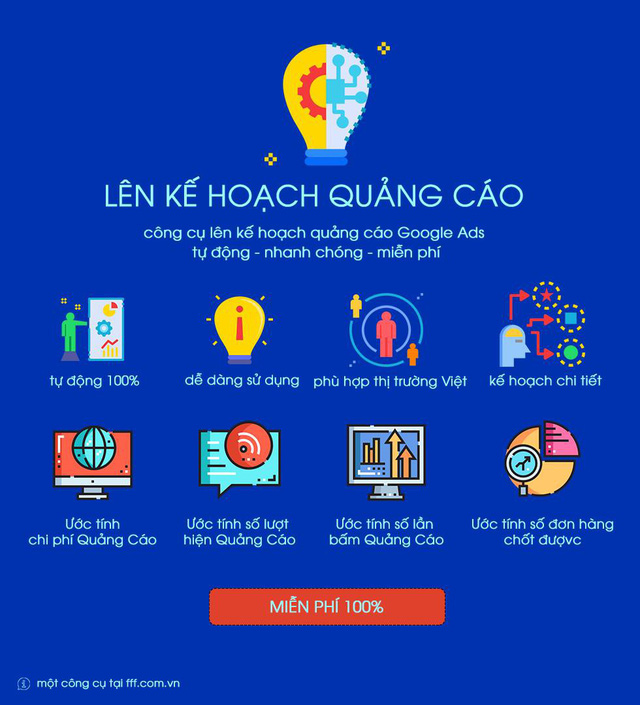 LÊN KẾ HOẠCH QUẢNG CÁO
công cụ lên kế hoạch quảng cáo Google Ads
tự động - nhanh chóng - miễn phí
tự động 100%
dễ dàng sử dụng
phù hợp thị trường Việt
kế hoạch chi tiết
Ước tính
chi phí Quảng Cáo
Ước tính số lượt
hiện Quảng Cáo
Ước tính số lần
bấm Quảng Cáo
Ước tính số đơn hàng
chốt đượvc
MIỄN PHÍ 100%
một công cụ tại fff.com.vn